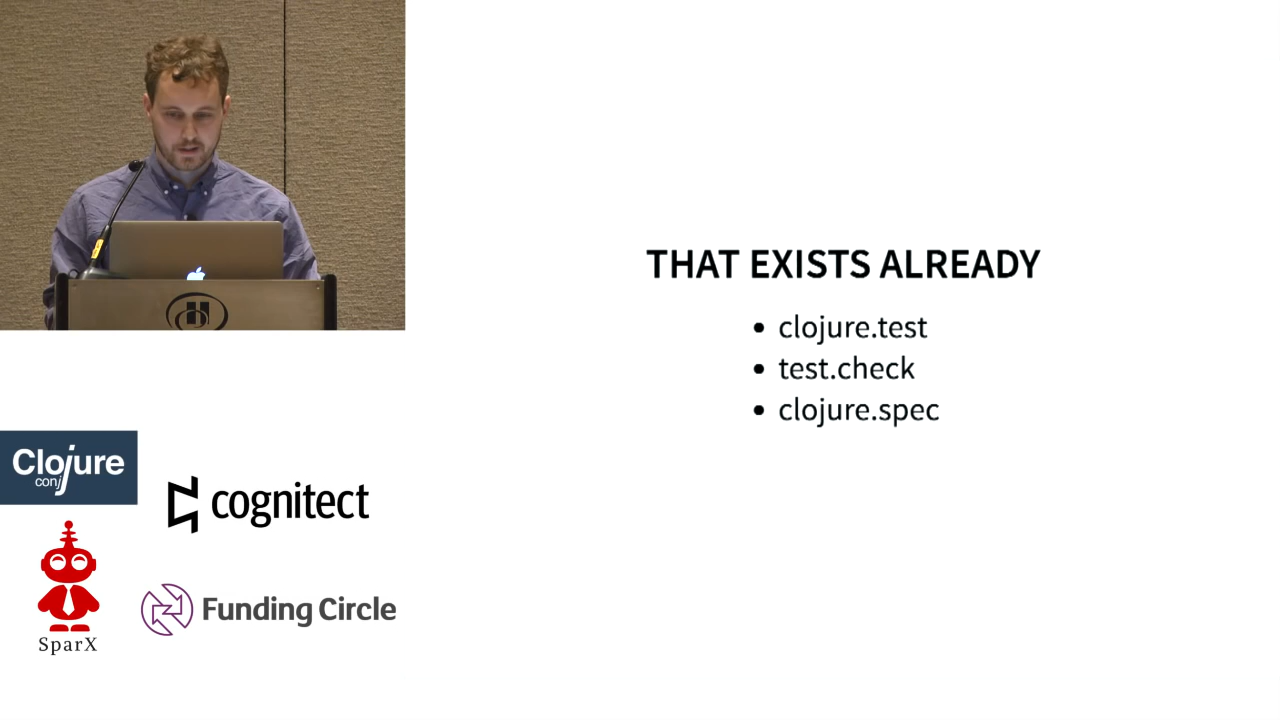 THAT EXISTS ALREADY
• clojure.test
• test.check
• clojure.spec
Clojure
conj
cognitect
SparX
Funding Circle